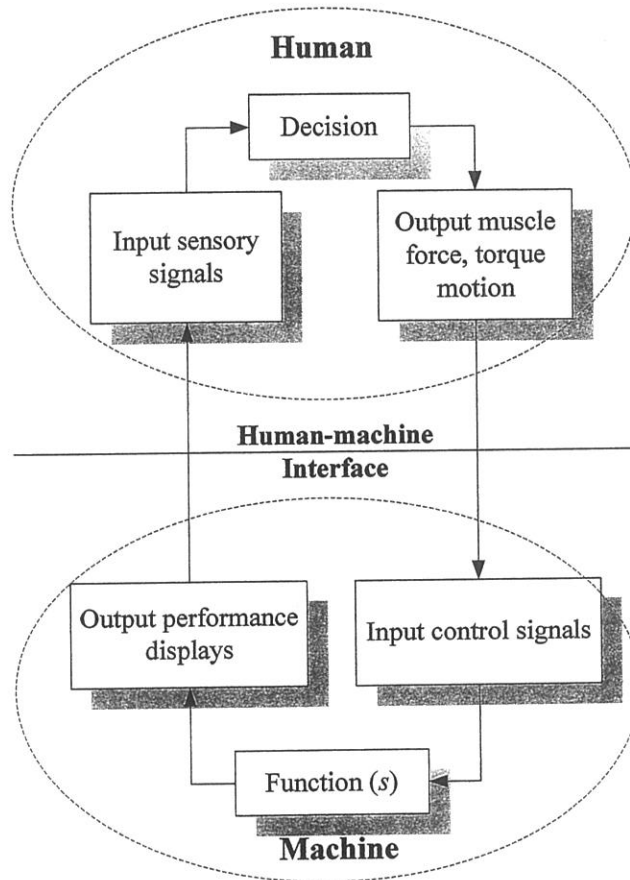 Human
Decision
Input sensory
signals
Output muscle
force, torque
motion
Human-machine
Interface
Output performance
displays
Input control signals
Function (s)
Machine